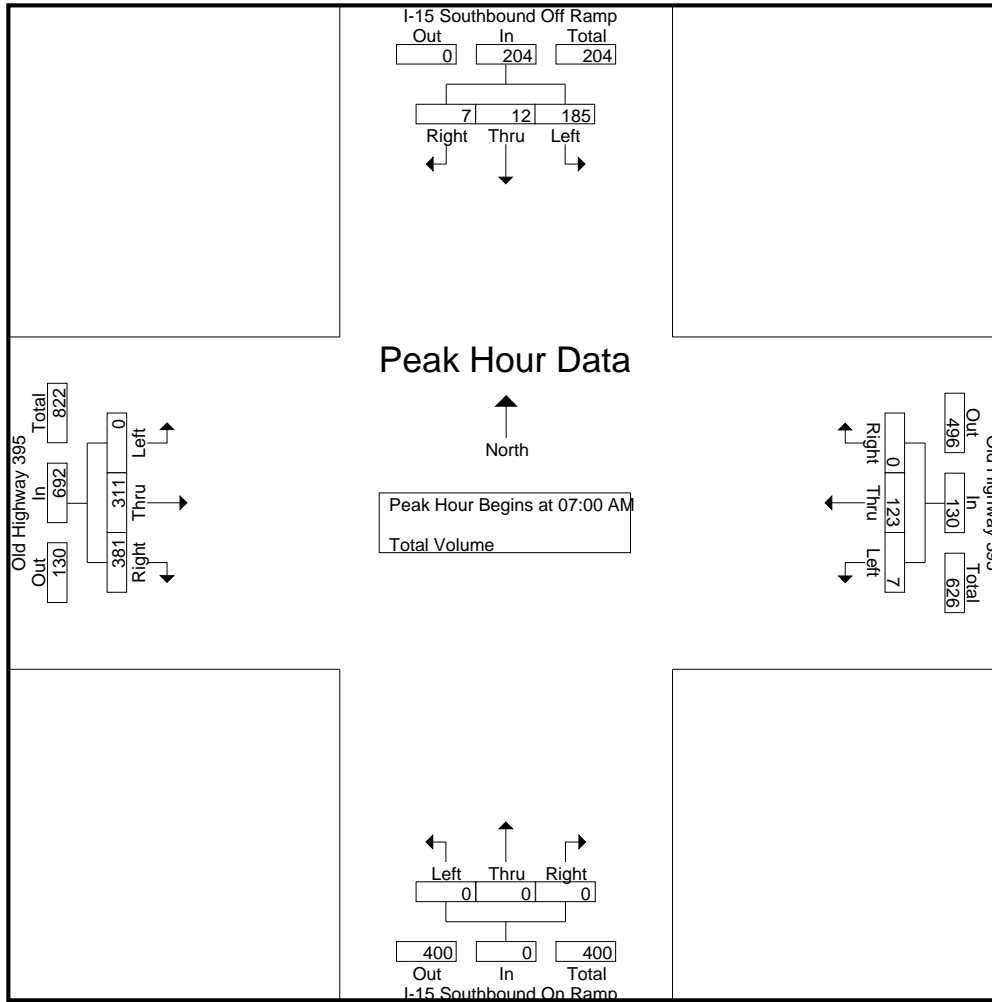 I-15 Southbound Off Ramp
Out In Total
0 204 204
7 12 185
Right Thru Left
Peak Hour Data
North
Peak Hour Begins at 07:00 AM
Total Volume
Old Highway 395
Out In Total
130 692 822
381 311 0
Right Thru Left
Old Highway 395
Out In Total
496 130 626
0 123 7
Right Thru Left
Left Thru Right
0 0 0
400 0 400
Out In Total
I-15 Southbound On Ramp